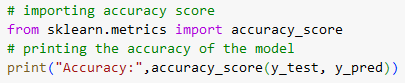 # importing accuracy score
from sklearn.metrics import accuracy_score
# printing the accuracy of the model
print("Accuracy:",accuracy_score(y_test, y_pred))